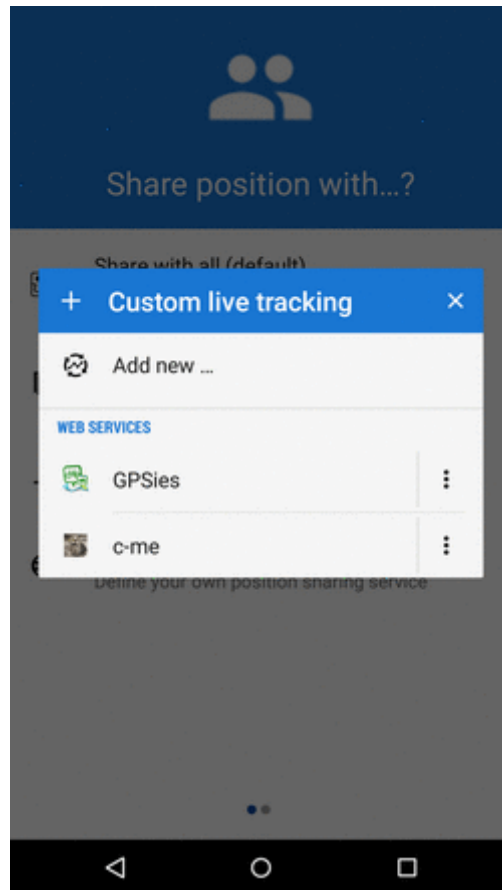 Share position with...?
Share with all (default)
+ Custom live tracking ×
Add new ...
WEB SERVICES
GPSies
c-me
Define your own position sharing service